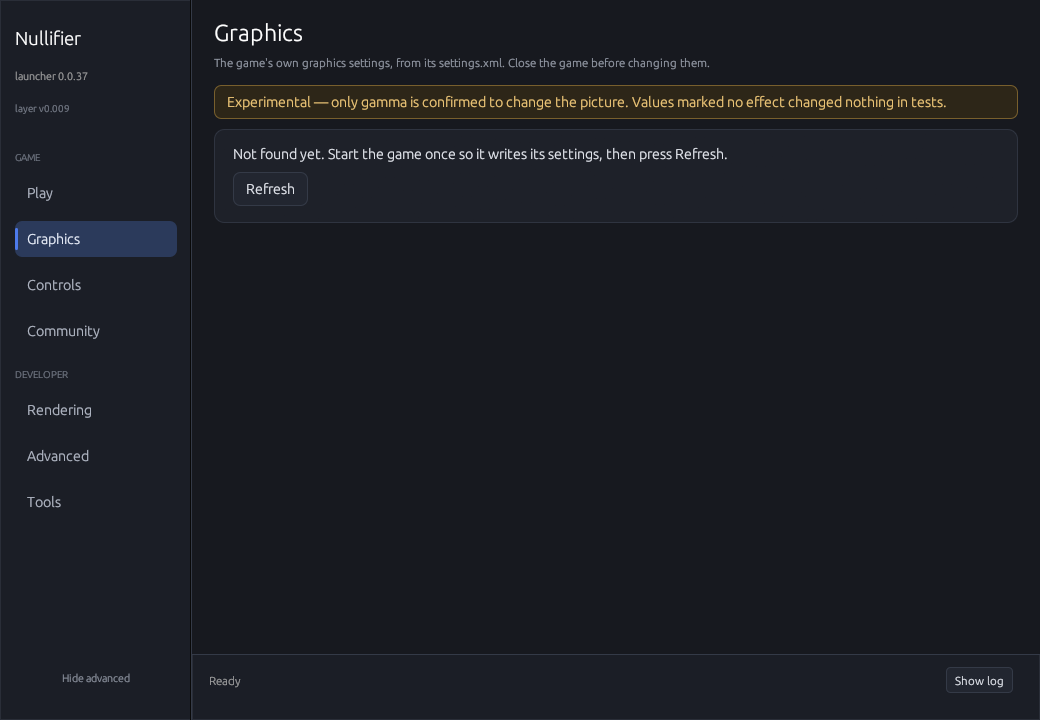 Nullifier
launcher 0.0.37
layer v0.009
GAME
Play
Graphics
Controls
Community
DEVELOPER
Rendering
Advanced
Tools
Hide advanced
Graphics
The game's own graphics settings, from its settings.xml. Close the game before changing them.
Experimental — only gamma is confirmed to change the picture. Values marked no effect changed nothing in tests.
Not found yet. Start the game once so it writes its settings, then press Refresh.
Refresh
Ready
Show log